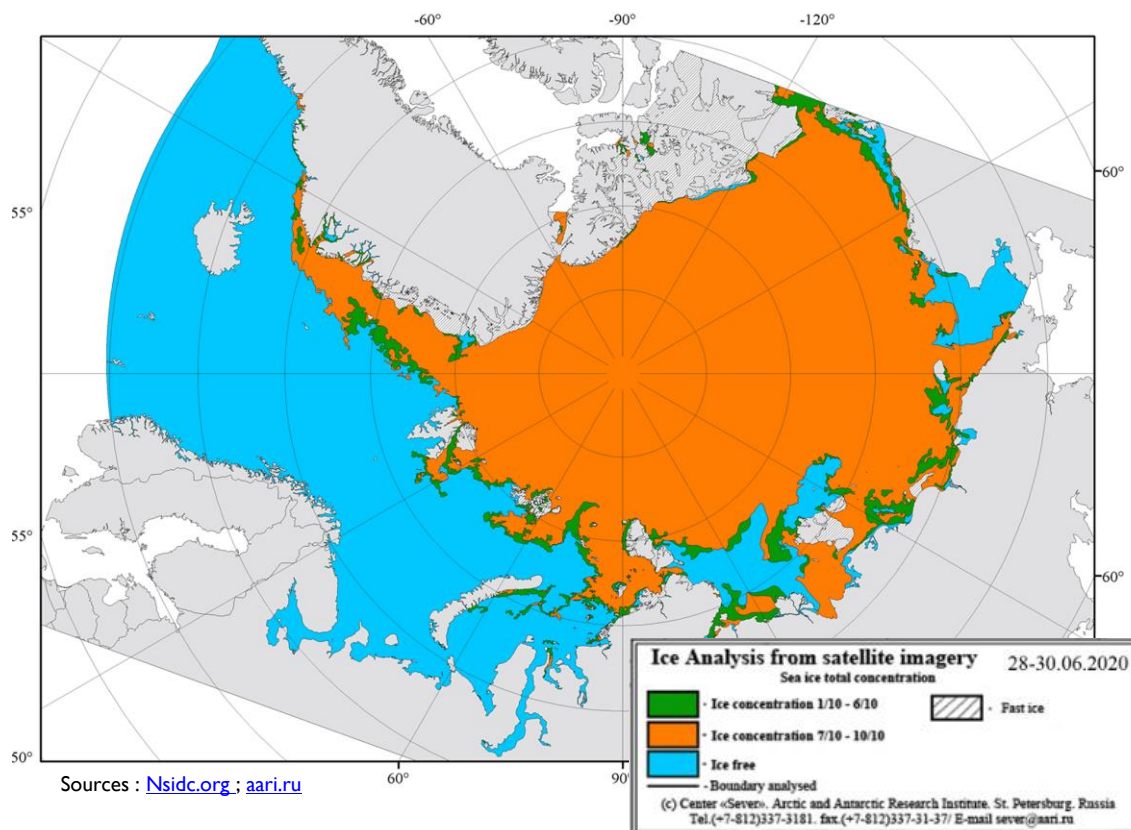 -60° -90° -120°
55° 60°
55° 60°
50° 60° 90°
Ice Analysis from satellite imagery 28-30.06.2020
Sea ice total concentration
- Ice concentration 1/10 - 6/10 - Fast ice
- Ice concentration 7/10 - 10/10
- Ice free
- Boundary analysed
(c) Center «Sever». Arctic and Antarctic Research Institute. St. Petersburg. Russia
Tel.(+7-812)337-3181. fax.(+7-812)337-31-37/ E-mail sever@aari.ru
Sources : Nsidc.org ; aari.ru